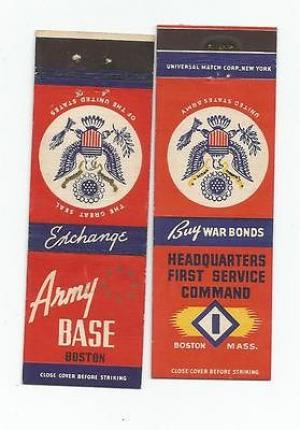 THE GREAT SEAL
OF THE UNITED STATES
Exchange
Army
BASE
BOSTON
CLOSE COVER BEFORE STRIKING
UNIVERSAL MATCH CORP., NEW YORK
UNITED STATES ARMY
Buy WAR BONDS
HEADQUARTERS
FIRST SERVICE
COMMAND
1
BOSTON MASS.
CLOSE COVER BEFORE STRIKING